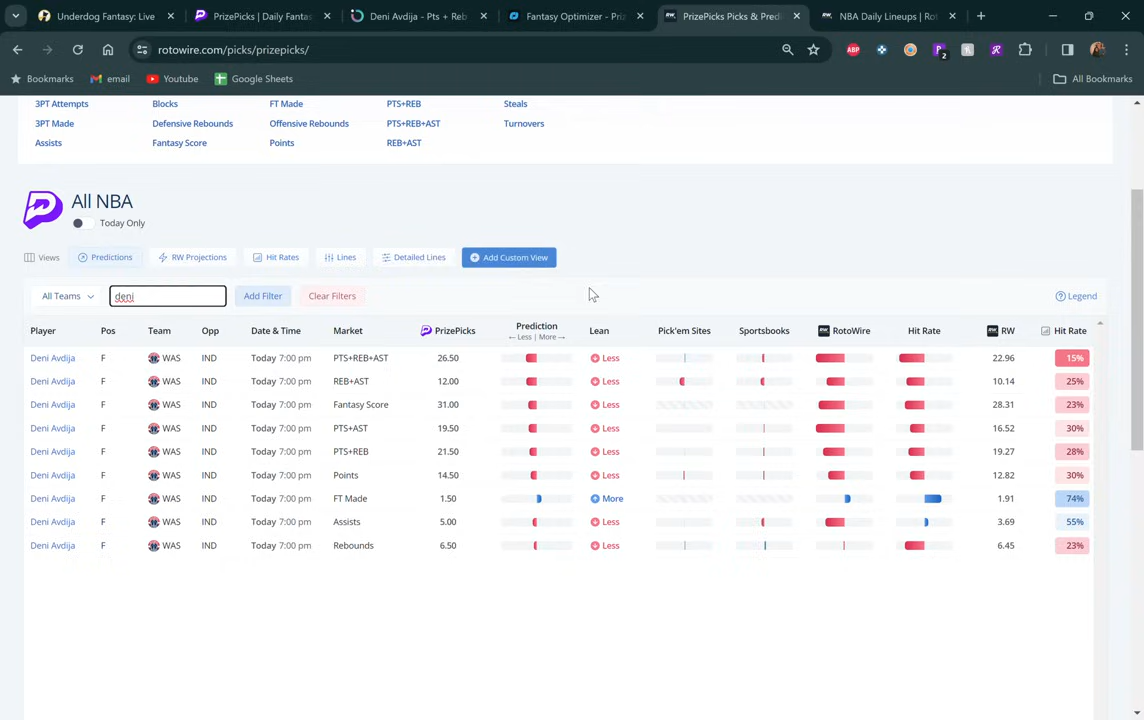 Underdog Fantasy: Live
PrizePicks | Daily Fantas
Deni Avdija - Pts + Reb
Fantasy Optimizer - Priz
PrizePicks Picks & Predi
NBA Daily Lineups | Rot
rotowire.com/picks/prizepicks/
ABP
2
Bookmarks
email
Youtube
Google Sheets
All Bookmarks
3PT Attempts Blocks FT Made PTS+REB Steals
3PT Made Defensive Rebounds Offensive Rebounds PTS+REB+AST Turnovers
Assists Fantasy Score Points REB+AST
All NBA
Today Only
Views Predictions RW Projections Hit Rates Lines Detailed Lines Add Custom View
All Teams deni Add Filter Clear Filters Legend
Player Pos Team Opp Date & Time Market PrizePicks Prediction Lean Pick'em Sites Sportsbooks RotoWire Hit Rate RW Hit Rate
← Less | More →
Deni Avdija F WAS IND Today 7:00 pm PTS+REB+AST 26.50 Less 22.96 15%
Deni Avdija F WAS IND Today 7:00 pm REB+AST 12.00 Less 10.14 25%
Deni Avdija F WAS IND Today 7:00 pm Fantasy Score 31.00 Less 28.31 23%
Deni Avdija F WAS IND Today 7:00 pm PTS+AST 19.50 Less 16.52 30%
Deni Avdija F WAS IND Today 7:00 pm PTS+REB 21.50 Less 19.27 28%
Deni Avdija F WAS IND Today 7:00 pm Points 14.50 Less 12.82 30%
Deni Avdija F WAS IND Today 7:00 pm FT Made 1.50 More 1.91 74%
Deni Avdija F WAS IND Today 7:00 pm Assists 5.00 Less 3.69 55%
Deni Avdija F WAS IND Today 7:00 pm Rebounds 6.50 Less 6.45 23%